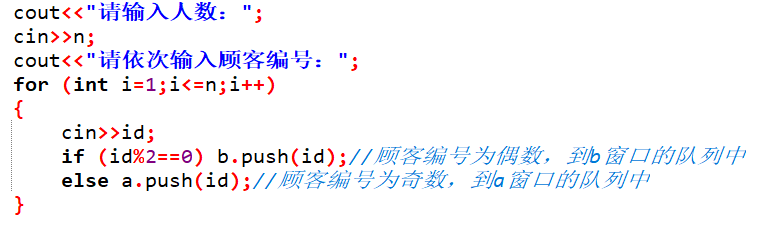 cout<<"请输入人数：";
cin>>n;
cout<<"请依次输入顾客编号：";
for (int i=1;i<=n;i++)
{
    cin>>id;
    if (id%2==0) b.push(id);//顾客编号为偶数，到b窗口的队列中
    else a.push(id);//顾客编号为奇数，到a窗口的队列中
}